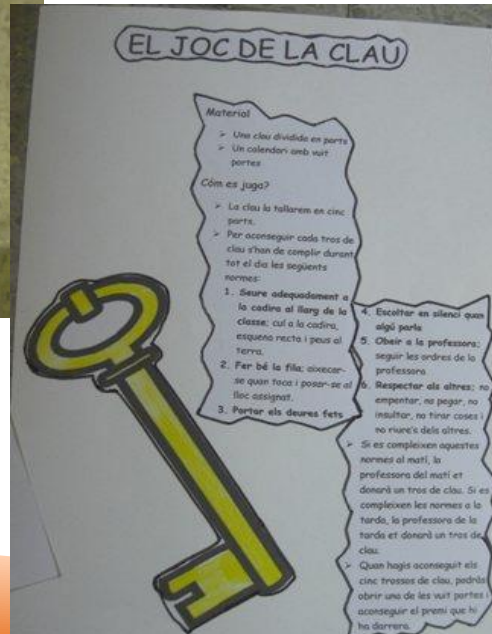 EL JOC DE LA CLAU
Material
➢ Una clau dividida en parts
➢ Un calendari amb vuit
portes
Cóm es juga?
➢ La clau la tallarem en cinc
parts.
➢ Per aconseguir cada tros de
clau s'han de complir durant
tot el dia les següents
normes:
1. Seure adequadament a
la cadira al llarg de la
classe; cul a la cadira,
esquena recta i peus al
terra.
2. Fer bé la fila; aixecar-
se quan toca i posar-se al
lloc assignat.
3. Portar els deures fets
4. Escoltar en silenci quan
algú parla
5. Obeir a la professora;
seguir les ordres de la
professora
6. Respectar als altres; no
empentar, no pegar, no
insultar, no tirar coses i
no riure's dels altres.
➢ Si es compleixen aquestes
normes al matí, la
professora del matí et
donarà un tros de clau. Si es
compleixen les normes a la
tarda, la professora de la
tarda et donarà un tros de
clau.
➢ Quan hagis aconseguit els
cinc trossos de clau, podràs
obrir una de les vuit portes i
aconseguir el premi que hi
ha darrera.